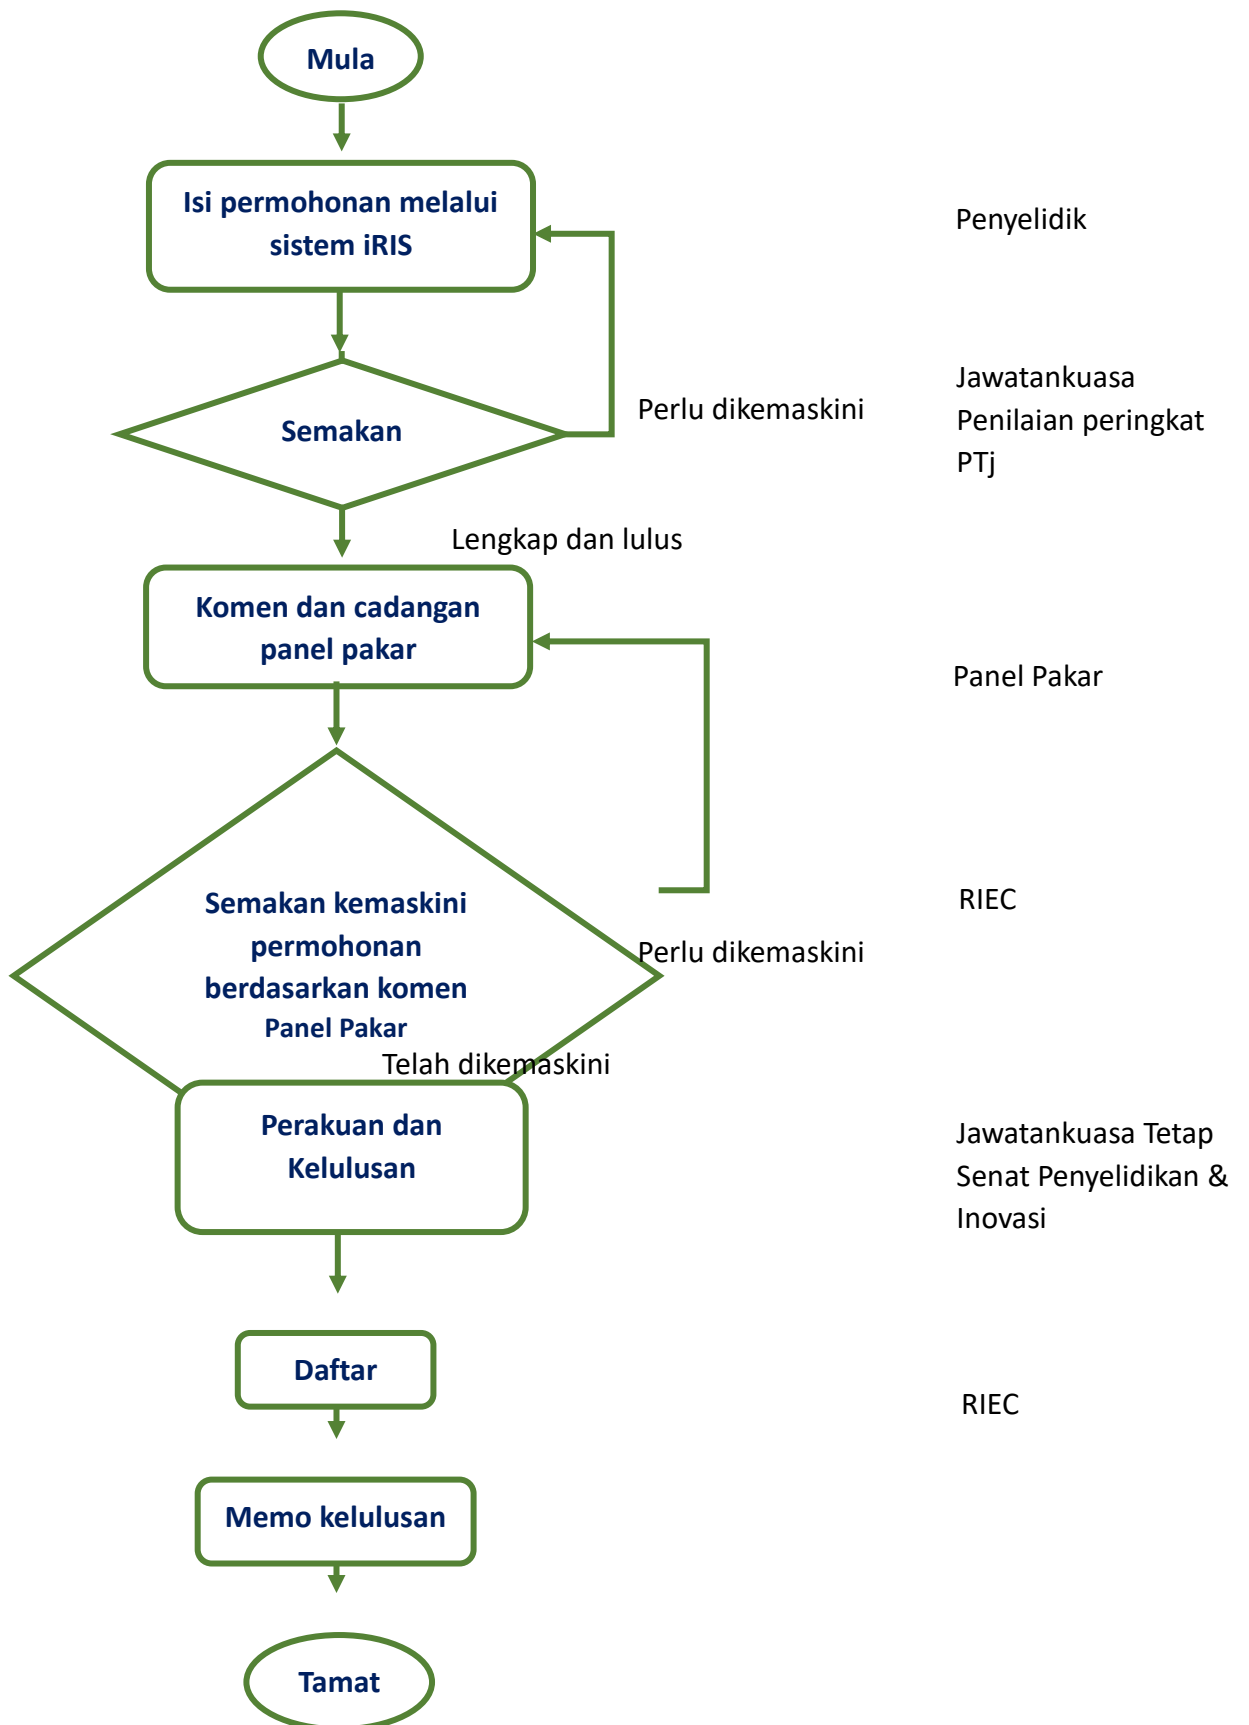 Mula
Isi permohonan melalui
sistem iRIS
Penyelidik
Semakan
Perlu dikemaskini
Jawatankuasa
Penilaian peringkat
PTj
Lengkap dan lulus
Komen dan cadangan
panel pakar
Panel Pakar
Semakan kemaskini
permohonan
berdasarkan komen
Panel Pakar
RIEC
Perlu dikemaskini
Telah dikemaskini
Perakuan dan
Kelulusan
Jawatankuasa Tetap
Senat Penyelidikan &
Inovasi
Daftar
RIEC
Memo kelulusan
Tamat